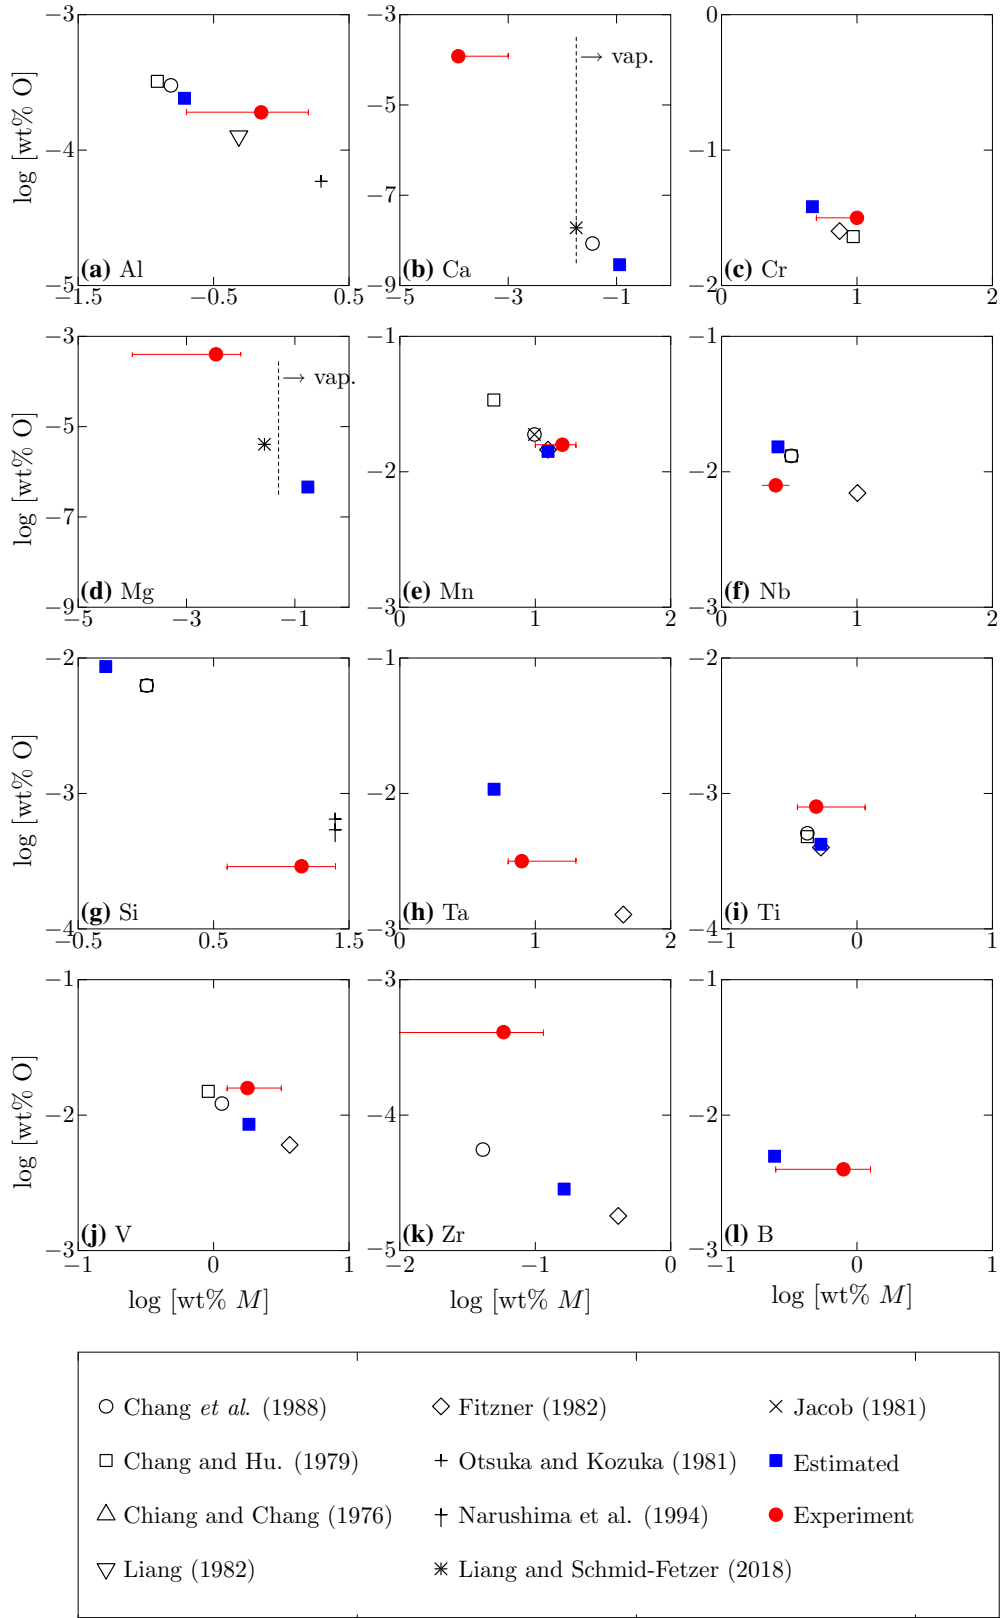 −3
−4
−5
log [wt% O]
(a) Al
−1.5
−0.5
0.5
−3
−5
−7
−9
→ vap.
(b) Ca
−5
−3
−1
0
−1
−2
(c) Cr
0
1
2
−3
−5
−7
−9
log [wt% O]
→ vap.
(d) Mg
−5
−3
−1
−1
−2
−3
(e) Mn
0
1
2
−1
−2
−3
(f) Nb
0
1
2
−2
−3
−4
log [wt% O]
(g) Si
−0.5
0.5
1.5
−1
−2
−3
(h) Ta
0
1
2
−2
−3
−4
(i) Ti
−1
0
1
−1
−2
−3
log [wt% O]
(j) V
−1
0
1
log [wt% M]
−3
−4
−5
(k) Zr
−2
−1
0
log [wt% M]
−1
−2
−3
(l) B
−1
0
1
log [wt% M]
Chang et al. (1988)
Fitzner (1982)
Jacob (1981)
Chang and Hu. (1979)
Otsuka and Kozuka (1981)
Estimated
Chiang and Chang (1976)
Narushima et al. (1994)
Experiment
Liang (1982)
Liang and Schmid-Fetzer (2018)